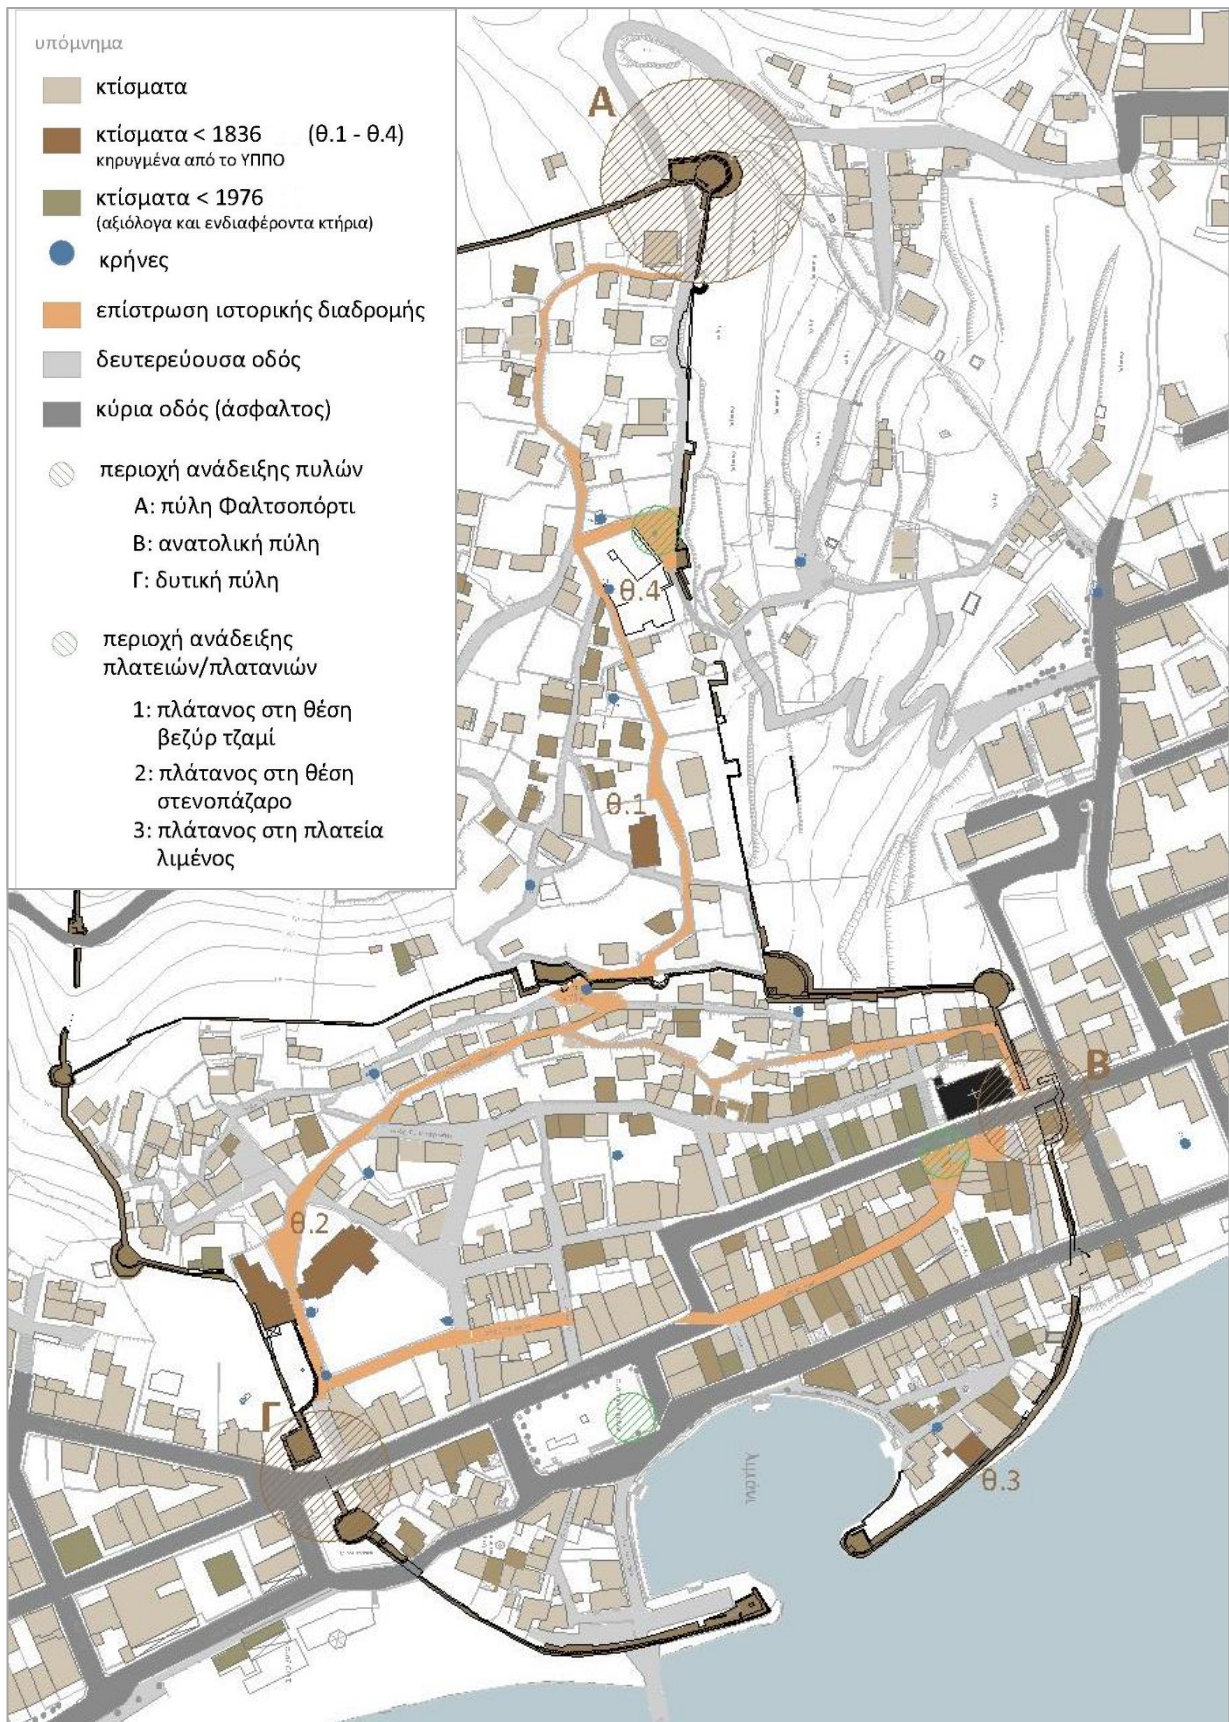 υπόμνημα
κτίσματα
κτίσματα < 1836 (θ.1 - θ.4)
κηρυγμένα από το ΥΠΠΟ
κτίσματα < 1976
(αξιόλογα και ενδιαφέροντα κτήρια)
κρήνες
επίστρωση ιστορικής διαδρομής
δευτερεύουσα οδός
κύρια οδός (άσφαλτος)
περιοχή ανάδειξης πυλών
Α: πύλη Φαλτσοπόρτι
Β: ανατολική πύλη
Γ: δυτική πύλη
περιοχή ανάδειξης
πλατειών/πλατανιών
1: πλάτανος στη θέση
βεζύρ τζαμί
2: πλάτανος στη θέση
στενοπάζαρο
3: πλάτανος στη πλατεία
λιμένος
Α
θ.4
θ.1
Β
θ.2
Γ
λιμάνι
θ.3